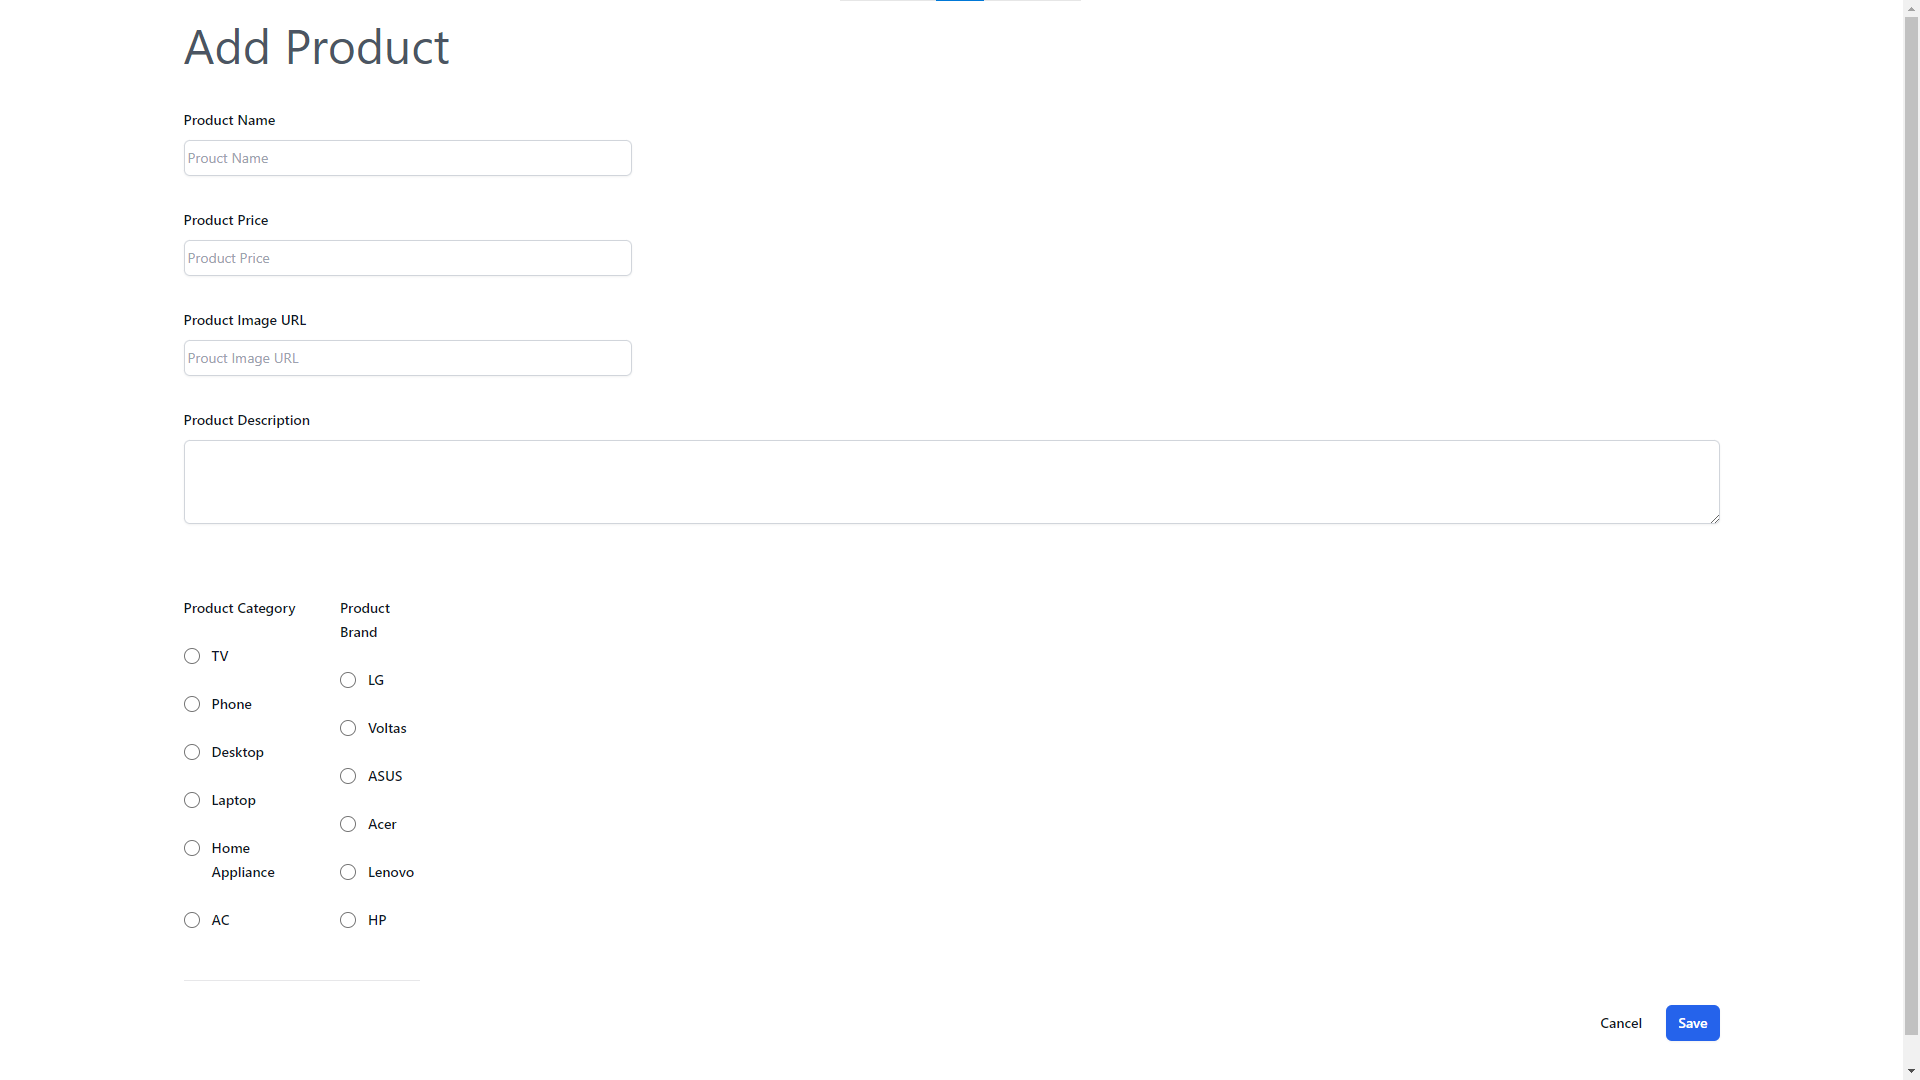 Add Product
Product Name
Prouct Name
Product Price
Product Price
Product Image URL
Prouct Image URL
Product Description
Product Category
TV
Phone
Desktop
Laptop
Home
Appliance
AC
Product
Brand
LG
Voltas
ASUS
Acer
Lenovo
HP
Cancel
Save